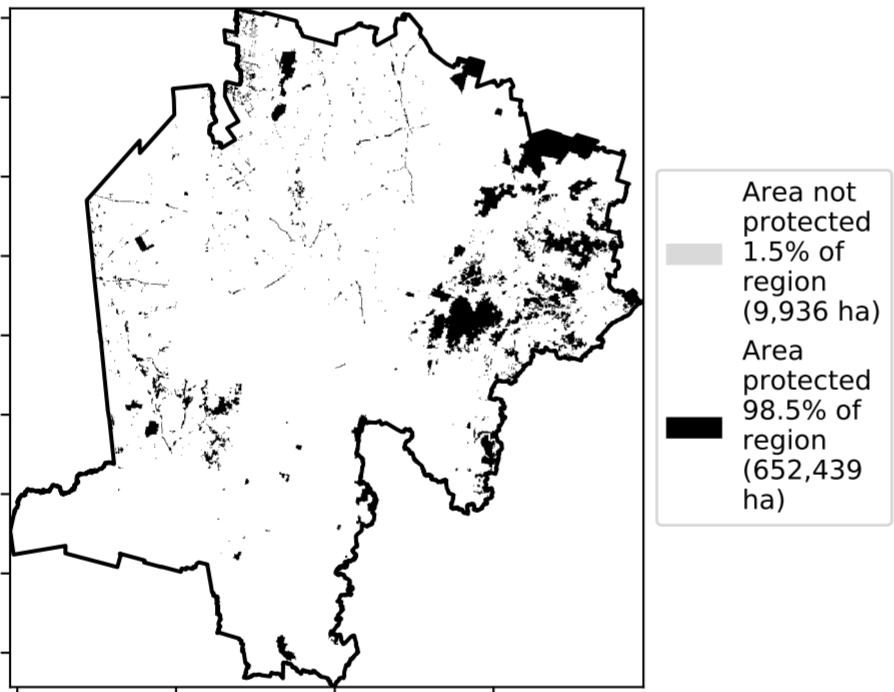 Area not
protected
1.5% of
region
(9,936 ha)
Area
protected
98.5% of
region
(652,439
ha)